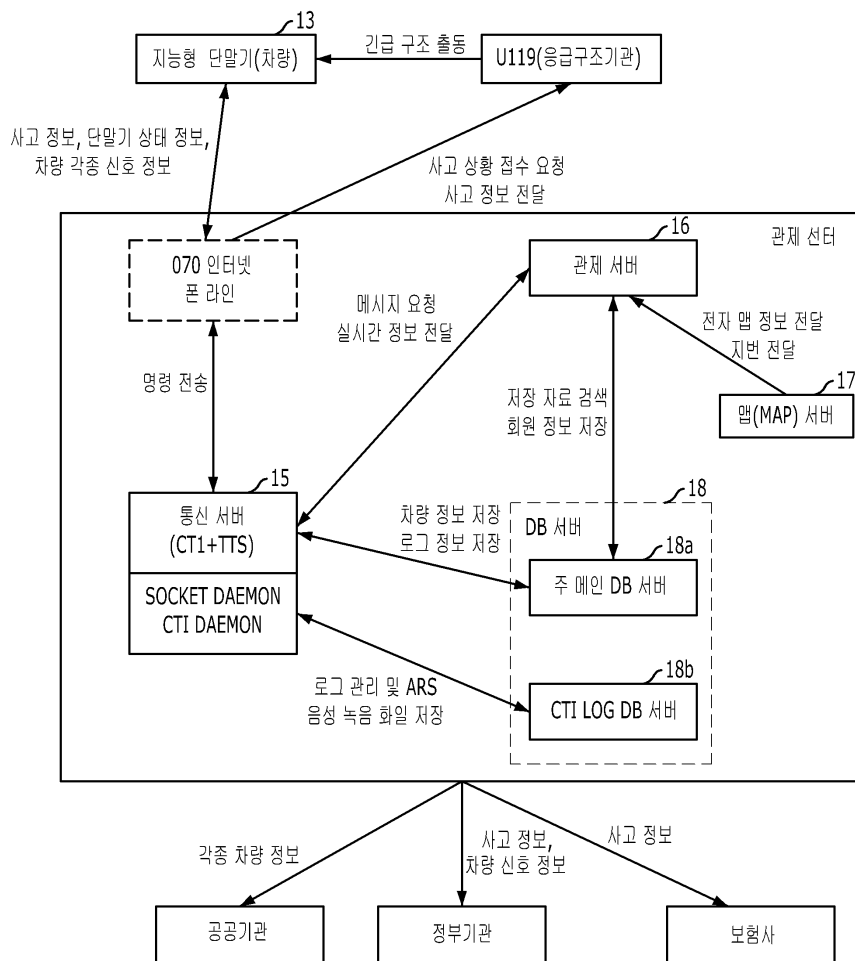 13
지능형 단말기(차량)
긴급 구조 출동
U119(응급구조기관)
사고 정보, 단말기 상태 정보,
차량 각종 신호 정보
사고 상황 접수 요청
사고 정보 전달
관제 선터
070 인터넷
폰 라인
16
관제 서버
메시지 요청
실시간 정보 전달
전자 맵 정보 전달
지번 전달
명령 전송
저장 자료 검색
회원 정보 저장
17
맵(MAP) 서버
15
통신 서버
(CT1+TTS)
SOCKET DAEMON
CTI DAEMON
차량 정보 저장
로그 정보 저장
18
DB 서버
18a
주 메인 DB 서버
로그 관리 및 ARS
음성 녹음 화일 저장
18b
CTI LOG DB 서버
각종 차량 정보
사고 정보,
차량 신호 정보
사고 정보
공공기관
정부기관
보험사